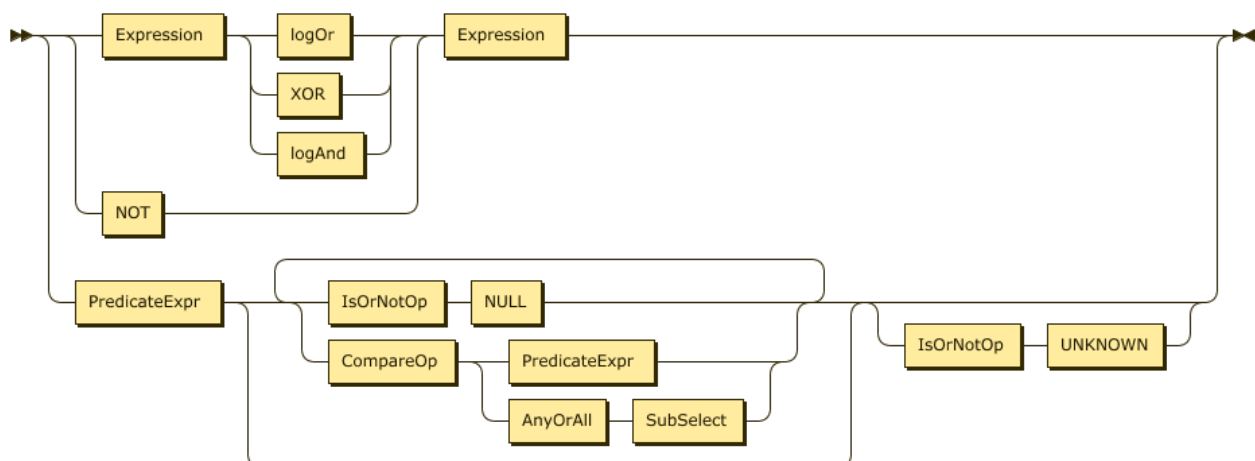 Expression logOr Expression
XOR
logAnd
NOT
PredicateExpr IsOrNotOp NULL
IsOrNotOp UNKNOWN
CompareOp PredicateExpr
AnyOrAll SubSelect